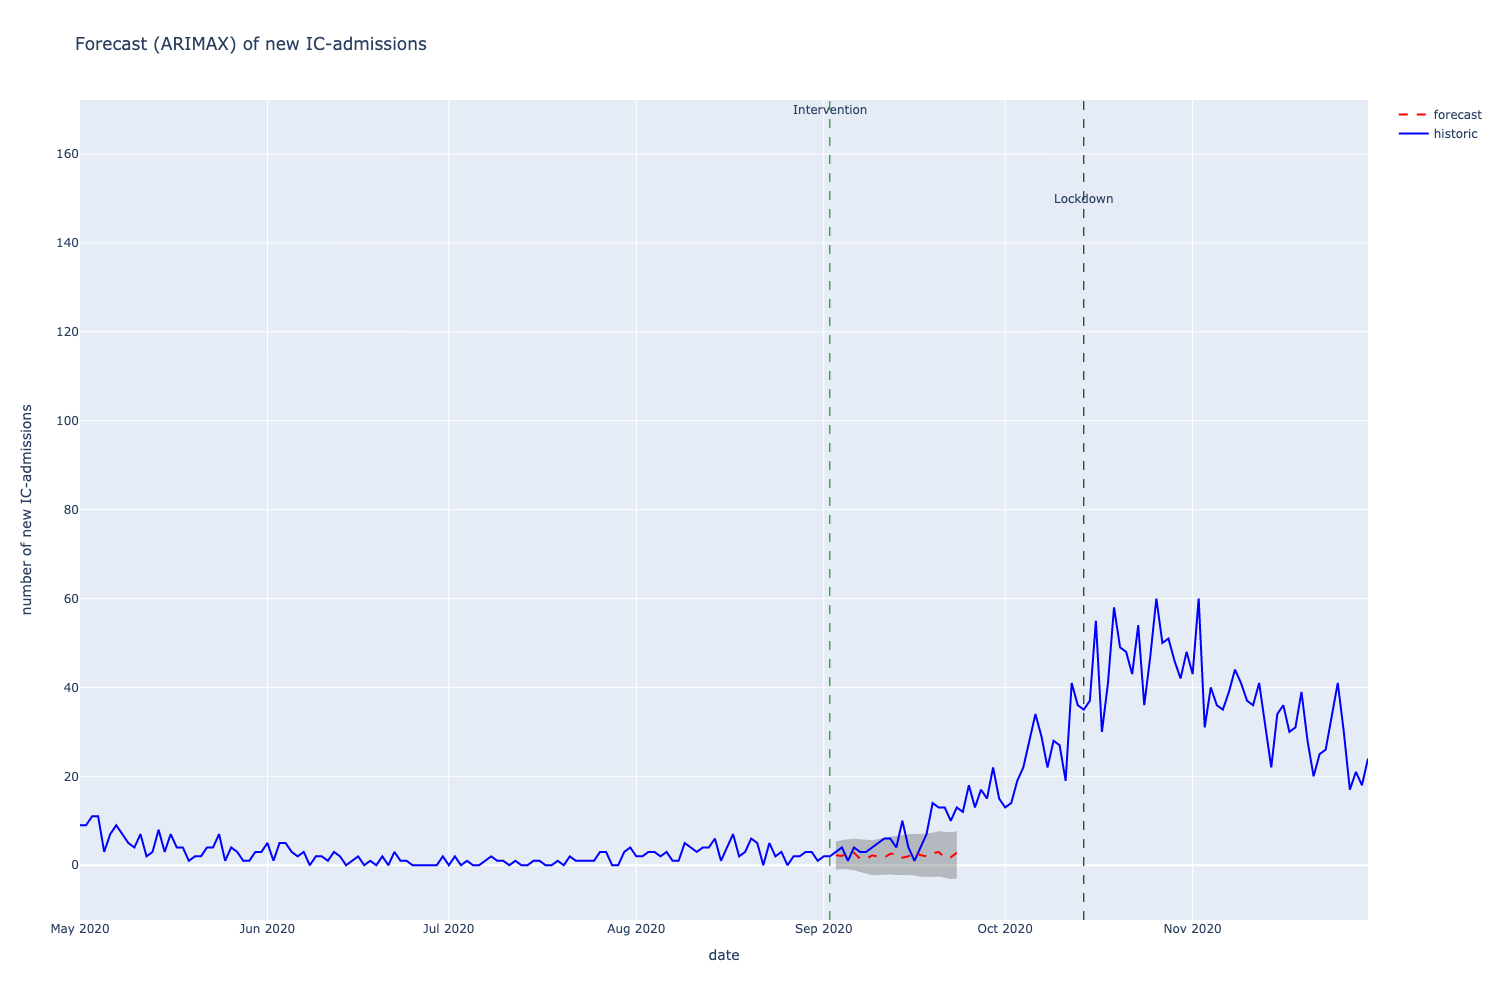 Forecast (ARIMAX) of new IC-admissions
Intervention
Lockdown
forecast
historic
number of new IC-admissions
160
140
120
100
80
60
40
20
0
May 2020
Jun 2020
Jul 2020
Aug 2020
Sep 2020
Oct 2020
Nov 2020
date